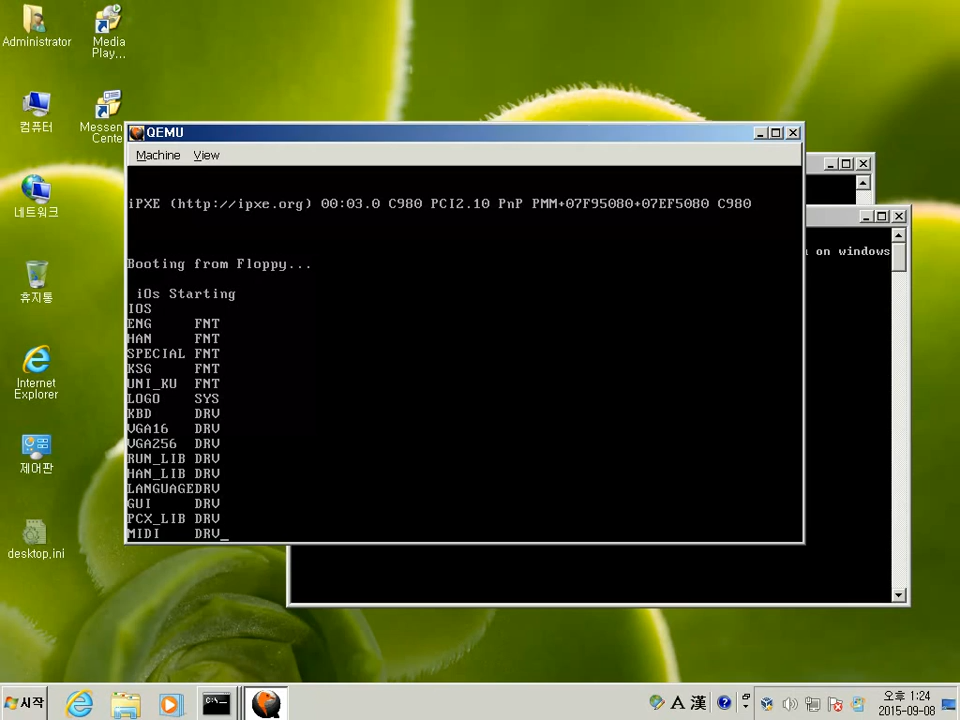 Administrator
Media
Play...
컴퓨터
Messen
Cente
네트워크
휴지통
Internet
Explorer
제어판
desktop.ini
QEMU
Machine View
iPXE (http://ipxe.org) 00:03.0 C980 PCI2.10 PnP PMM+07F95080+07EF5080 C980
Booting from Floppy...
iOs Starting
IOS
ENG FNT
HAN FNT
SPECIAL FNT
KSG FNT
UNI_KU FNT
LOGO SYS
KBD DRV
VGA16 DRV
VGA256 DRV
RUN_LIB DRV
HAN_LIB DRV
LANGUAGEDRV
GUI DRV
PCX_LIB DRV
MIDI DRV_
on windows
시작
C:\_
A 漢
오후 1:24
2015-09-08